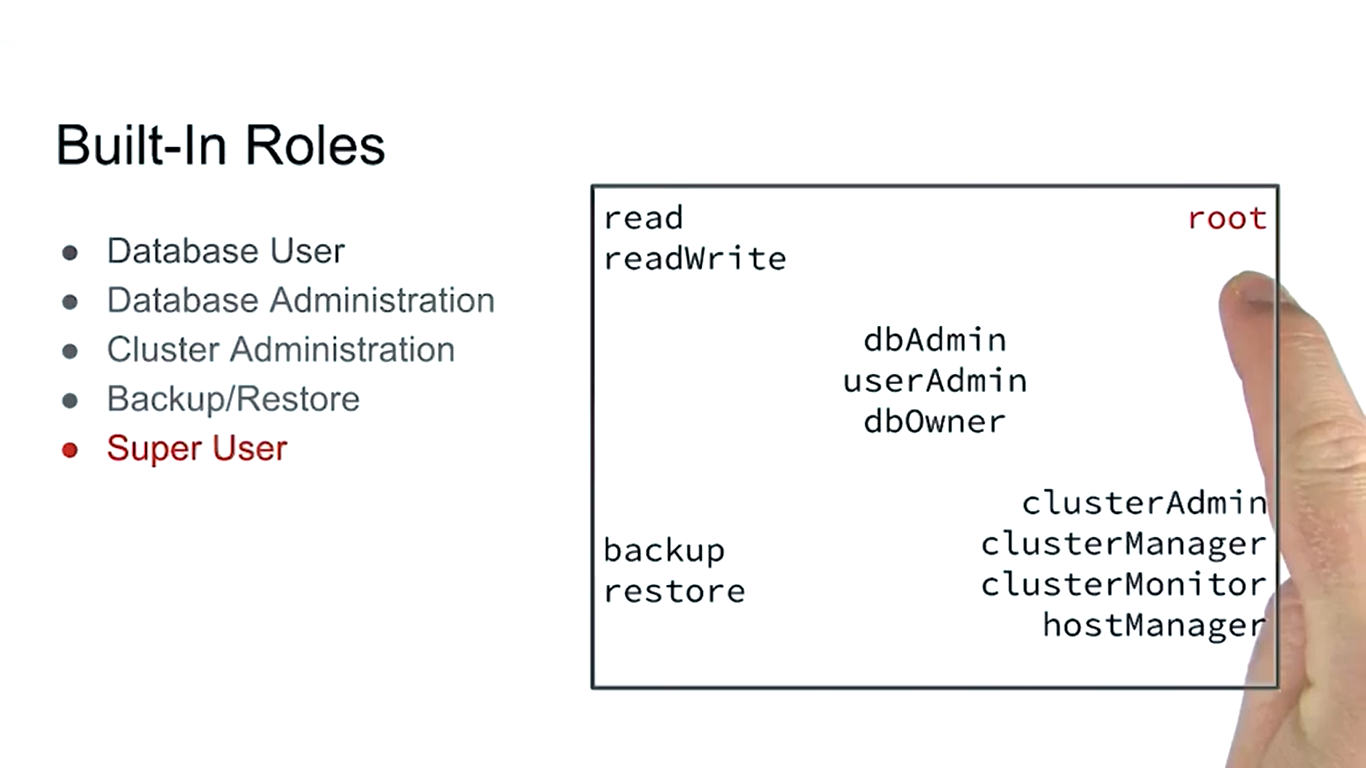 Built-In Roles
Database User
Database Administration
Cluster Administration
Backup/Restore
Super User
read
root
readWrite
dbAdmin
userAdmin
dbOwner
backup
restore
clusterAdmin
clusterManager
clusterMonitor
hostManager